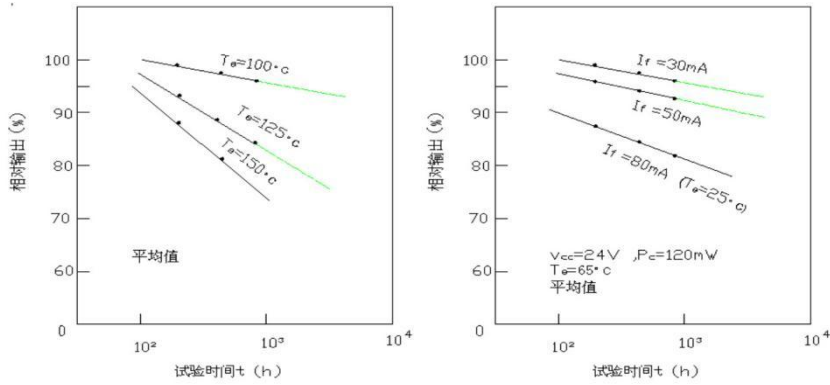 100
90
80
70
60
0
相对输出 (%)
Tₐ=100°c
Tₐ=125°c
Tₐ=150°c
平均值
10²
10³
10⁴
试验时间t (h)
100
90
80
70
60
0
相对输出 (%)
If =30mA
If =50mA
If =80mA (Tₐ=25°c)
Vcc=24V ,Pc=120mW
Tₐ=65°c
平均值
10²
10³
10⁴
试验时间t (h)